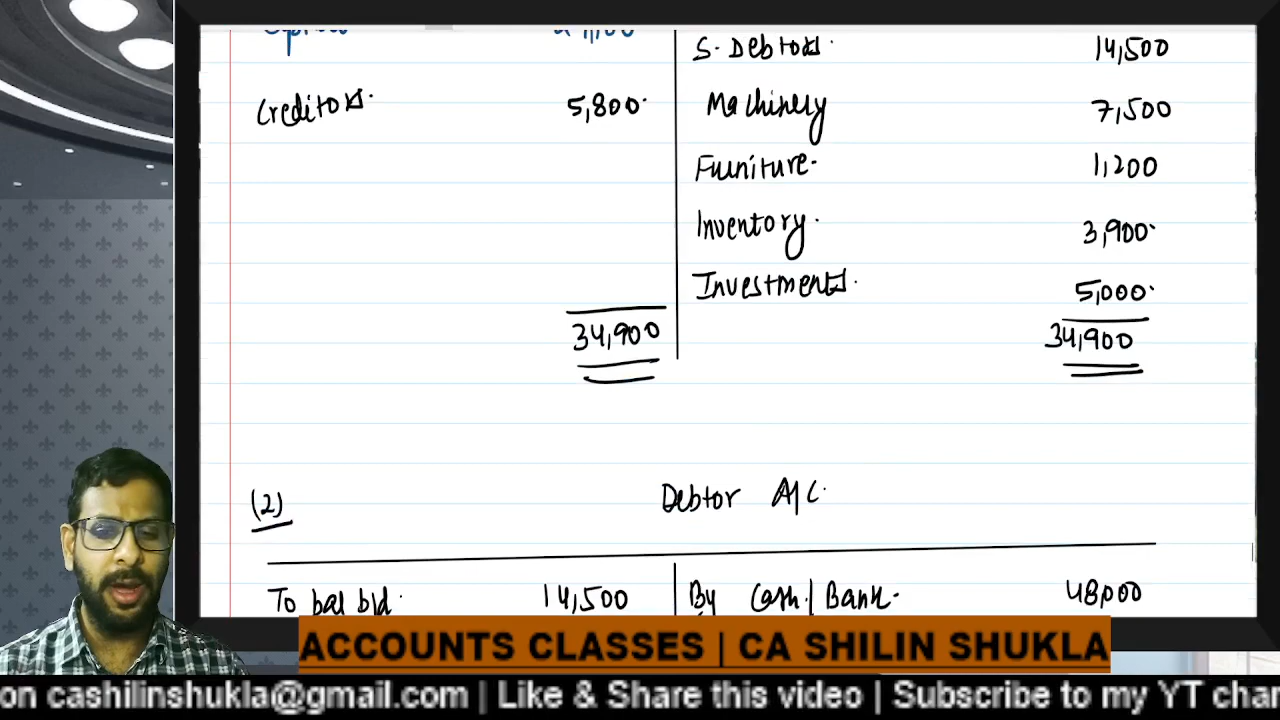 S. Debtors. 14,500
Creditors. 5,800. Machinery 7,500
Furniture. 1,200
Inventory. 3,900.
Investments. 5,000.
34,900 34,900
(2) Debtor A/C.
To bal b/d. 14,500 By Cash / Bank. 48,000
ACCOUNTS CLASSES | CA SHILIN SHUKLA
on cashilinshukla@gmail.com | Like & Share this video | Subscribe to my YT char